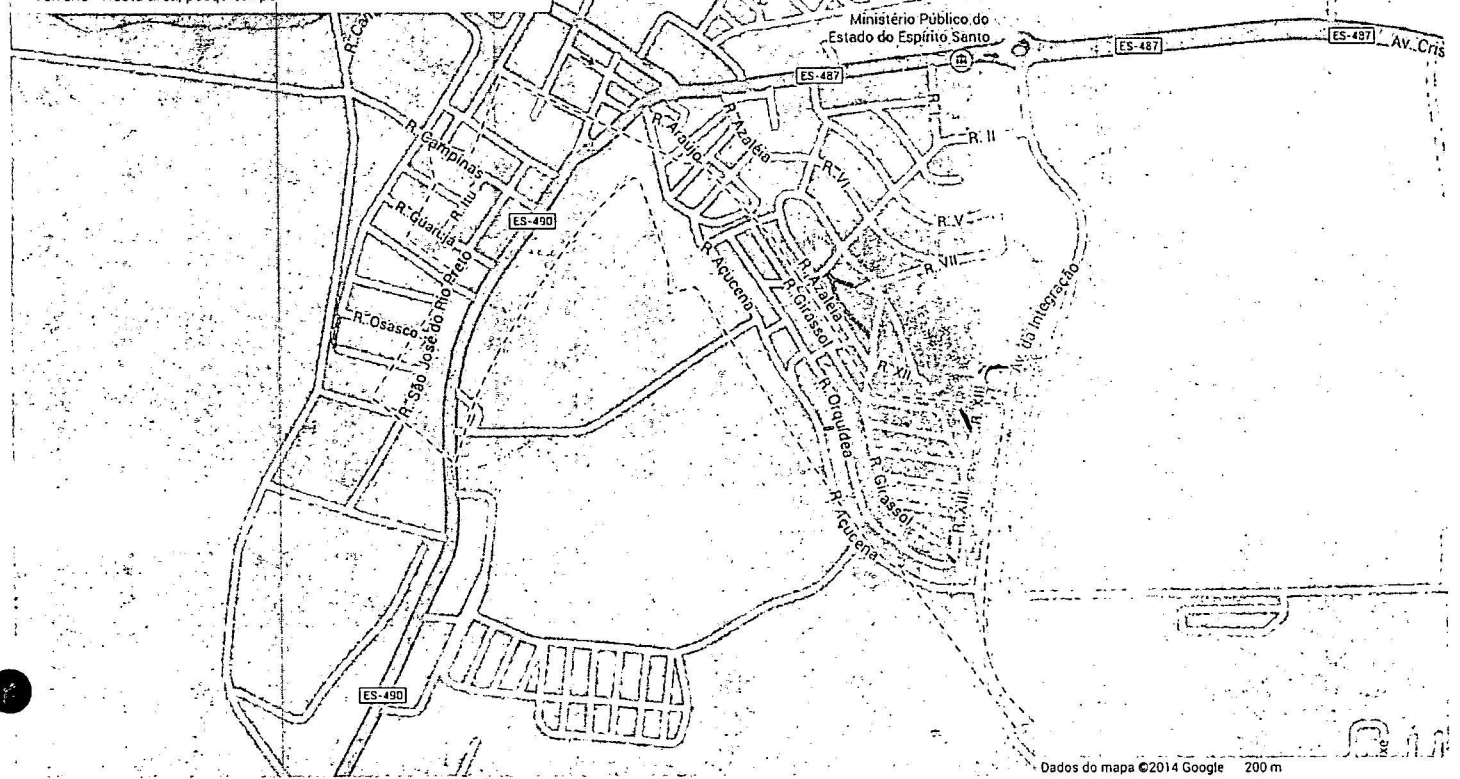 Ministério Público do
Estado do Espírito Santo
ES-487
ES-487
ES-487
Av. Cris
R. Araujo
R. Azaléia
R. I
R. II
R. Campinas
R. Itu
R. Guarujá
ES-490
R. VI
R. V
R. VII
R. Açucena
R. Azaléia
R. Girassol
R. São José do Rio Preto
R. Osasco
Av. da Integração
R. XII
R. XIII
R. Orquídea
R. Girassol
R. XIII
R. Açucena
ES-490
Dados do mapa ©2014 Google 200 m